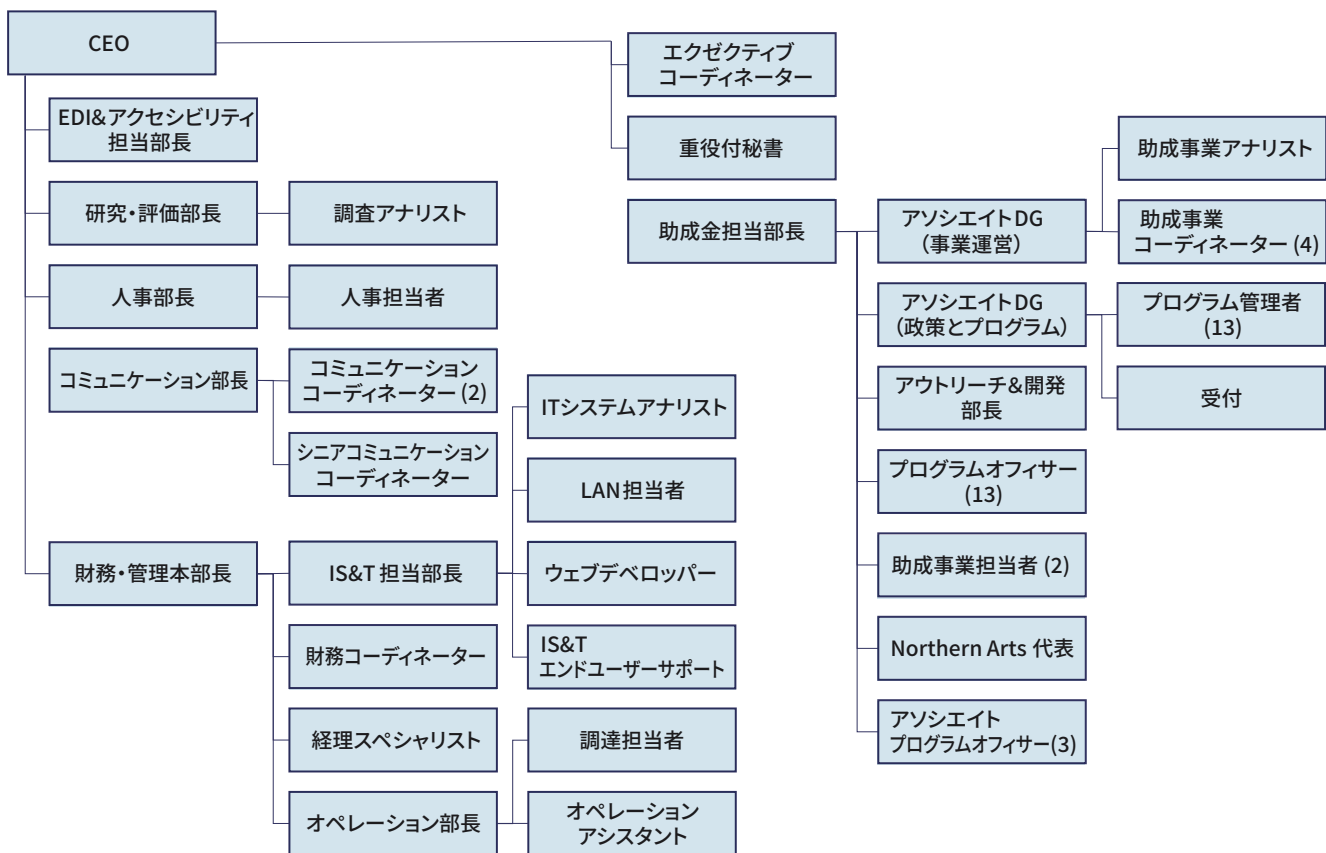 CEO
EDI&アクセシビリティ
担当部長
研究・評価部長
調査アナリスト
人事部長
人事担当者
コミュニケーション部長
コミュニケーション
コーディネーター (2)
シニアコミュニケーション
コーディネーター
財務・管理本部長
IS&T 担当部長
財務コーディネーター
経理スペシャリスト
オペレーション部長
ITシステムアナリスト
LAN 担当者
ウェブデベロッパー
IS&T
エンドユーザーサポート
調達担当者
オペレーション
アシスタント
エクゼクティブ
コーディネーター
重役付秘書
助成金担当部長
アソシエイト DG
（事業運営）
アソシエイト DG
（政策とプログラム）
アウトリーチ＆開発
部長
プログラムオフィサー
(13)
助成事業担当者 (2)
Northern Arts 代表
アソシエイト
プログラムオフィサー(3)
助成事業アナリスト
助成事業
コーディネーター (4)
プログラム管理者
(13)
受付